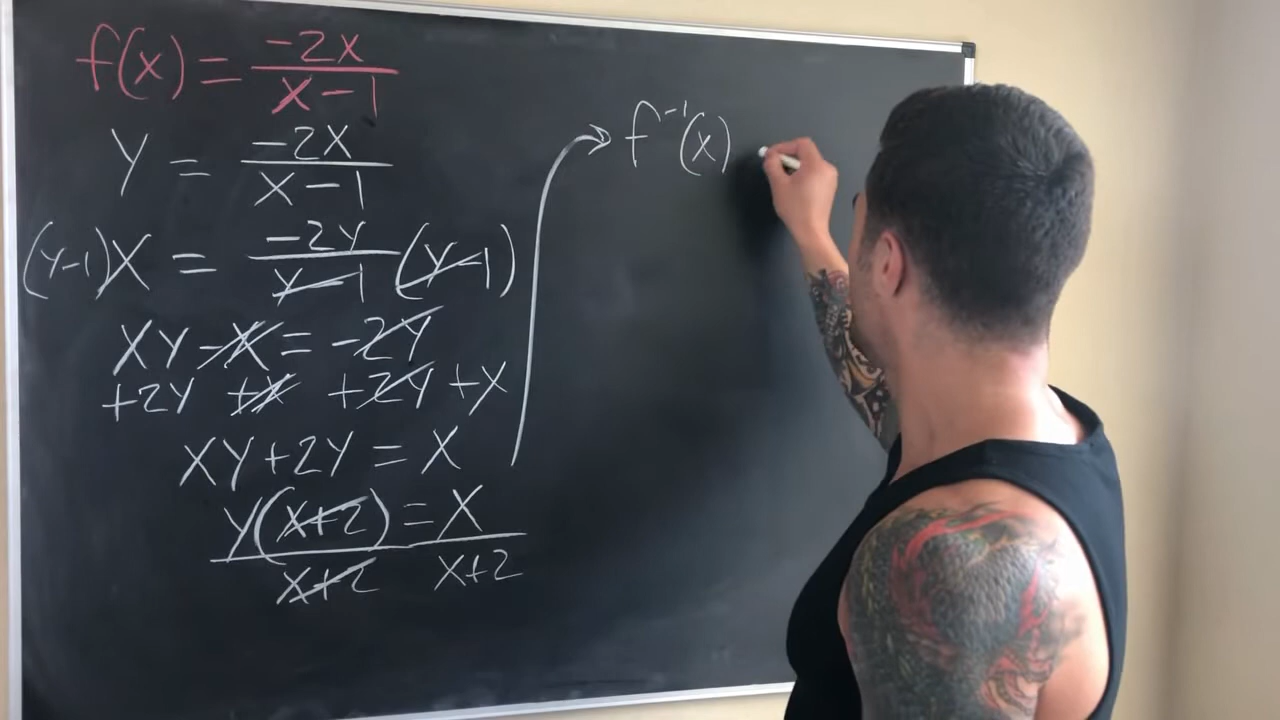 f(x) = -2x / x-1
y = -2x / x-1
(y-1)x = -2y / y-1 (y-1)
xy-x = -2y
+2y +x +2y +x
xy+2y = x
y(x+2) = x
x+2 x+2
f⁻¹(x)